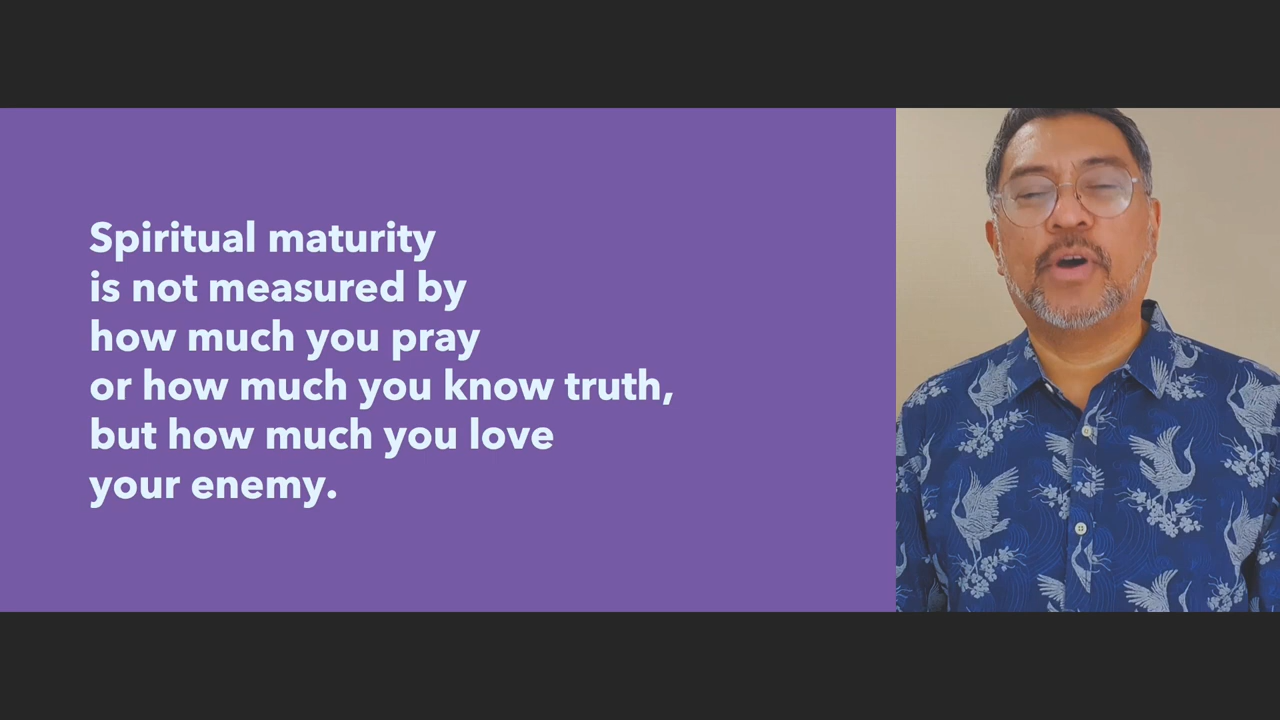 Spiritual maturity
is not measured by
how much you pray
or how much you know truth,
but how much you love
your enemy.